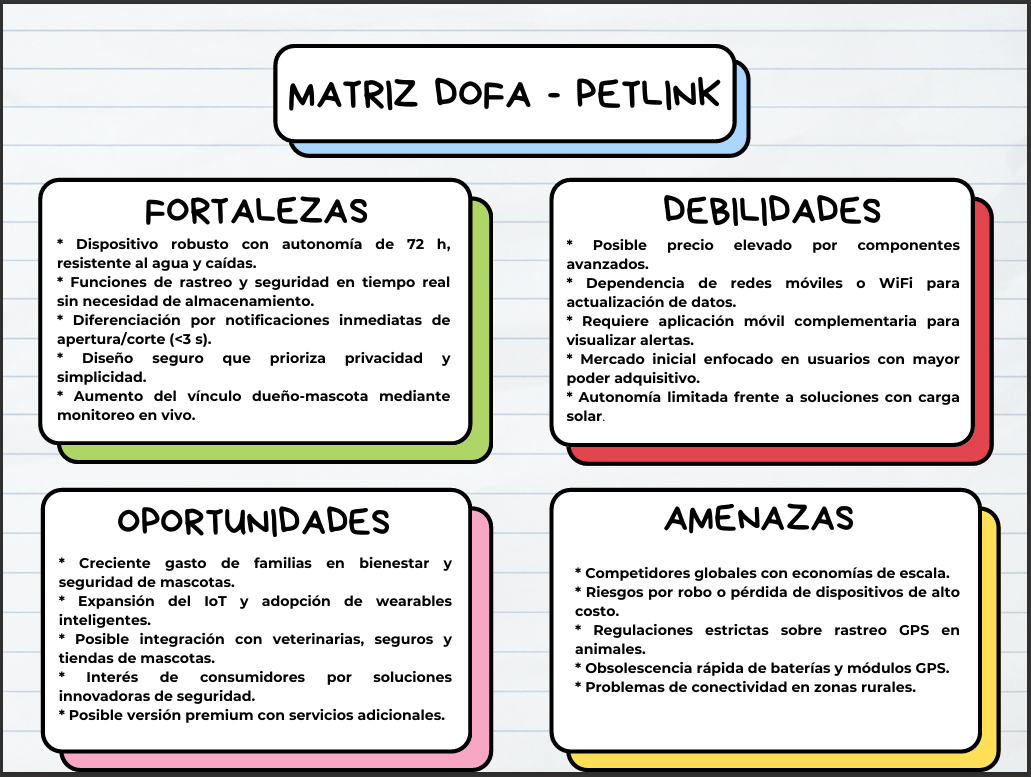 MATRIZ DOFA - PETLINK
FORTALEZAS
* Dispositivo robusto con autonomía de 72 h,
resistente al agua y caídas.
* Funciones de rastreo y seguridad en tiempo real
sin necesidad de almacenamiento.
* Diferenciación por notificaciones inmediatas de
apertura/corte (<3 s).
* Diseño seguro que prioriza privacidad y
simplicidad.
* Aumento del vínculo dueño-mascota mediante
monitoreo en vivo.
DEBILIDADES
* Posible precio elevado por componentes
avanzados.
* Dependencia de redes móviles o WiFi para
actualización de datos.
* Requiere aplicación móvil complementaria para
visualizar alertas.
* Mercado inicial enfocado en usuarios con mayor
poder adquisitivo.
* Autonomía limitada frente a soluciones con carga
solar.
OPORTUNIDADES
* Creciente gasto de familias en bienestar y
seguridad de mascotas.
* Expansión del IoT y adopción de wearables
inteligentes.
* Posible integración con veterinarias, seguros y
tiendas de mascotas.
* Interés de consumidores por soluciones
innovadoras de seguridad.
* Posible versión premium con servicios adicionales.
AMENAZAS
* Competidores globales con economías de escala.
* Riesgos por robo o pérdida de dispositivos de alto
costo.
* Regulaciones estrictas sobre rastreo GPS en
animales.
* Obsolescencia rápida de baterías y módulos GPS.
* Problemas de conectividad en zonas rurales.